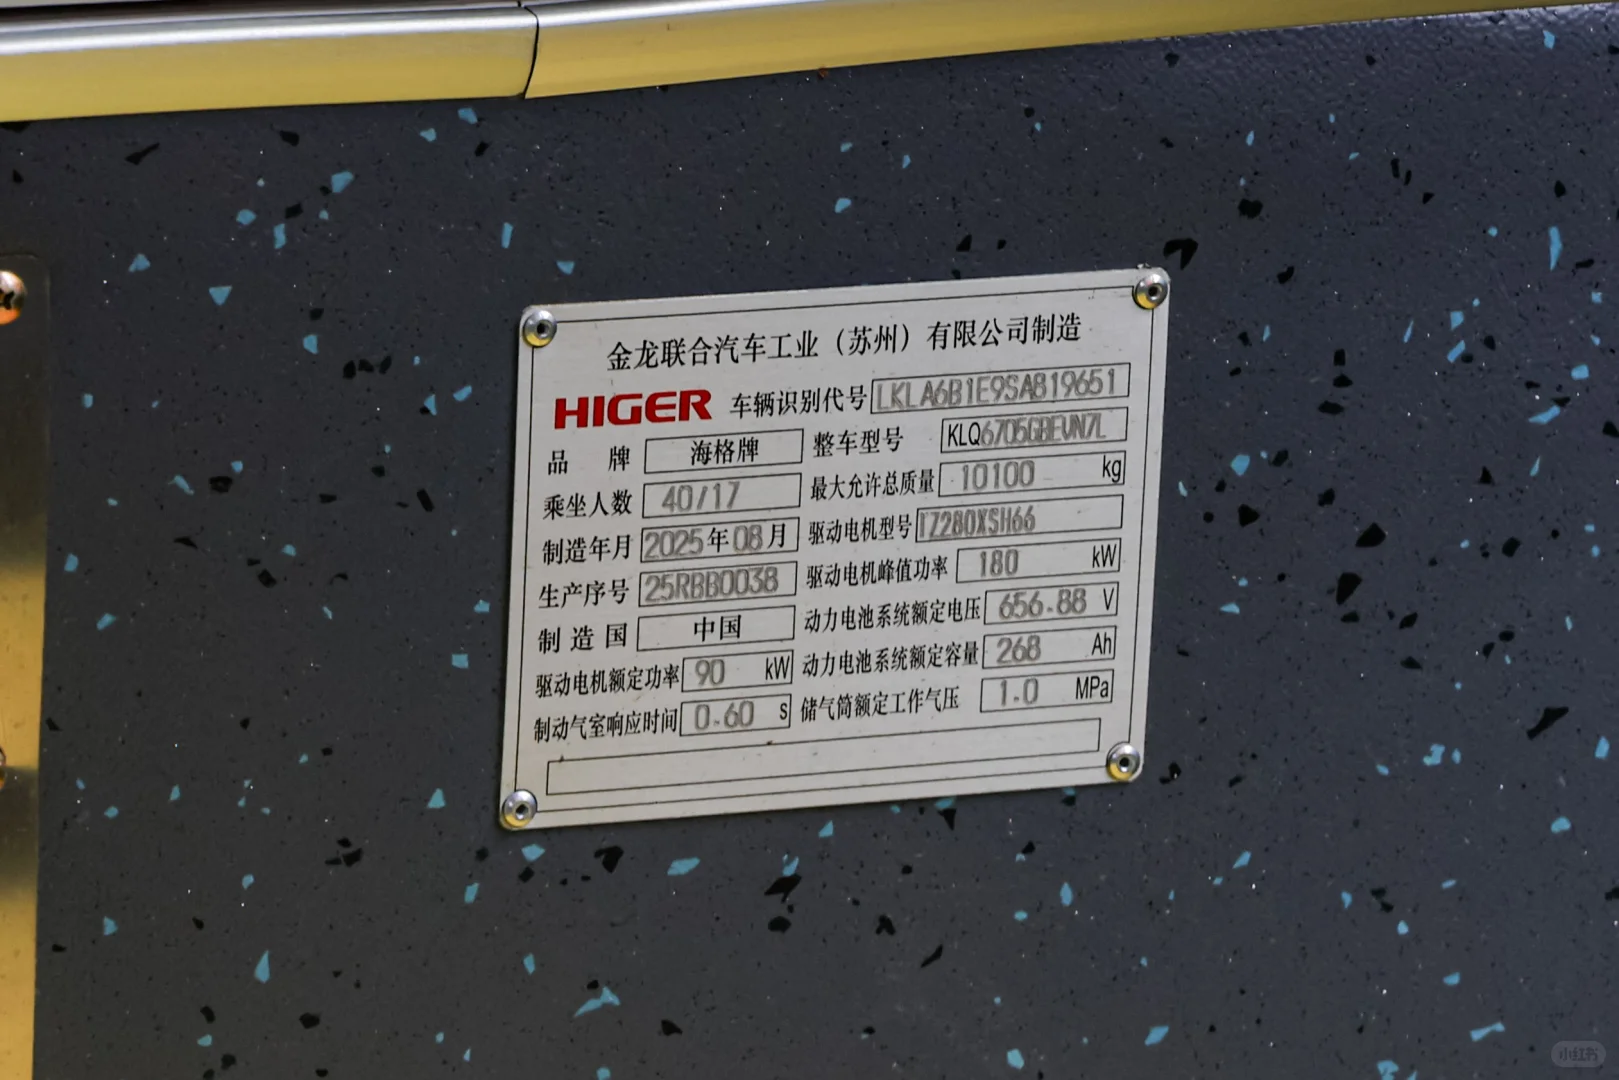 金龙联合汽车工业（苏州）有限公司制造
HIGER 车辆识别代号 LKLA6B1E9SA819651
品牌 海格牌 整车型号 KLQ6705GBEVN7L
乘坐人数 40/17 最大允许总质量 10100 kg
制造年月 2025年08月 驱动电机型号 TZ280XSH66
生产序号 25RBB0038 驱动电机峰值功率 180 kW
制造国 中国 动力电池系统额定电压 656.88 V
驱动电机额定功率 90 kW 动力电池系统额定容量 268 Ah
制动气室响应时间 0.60 s 储气筒额定工作气压 1.0 MPa
小红书